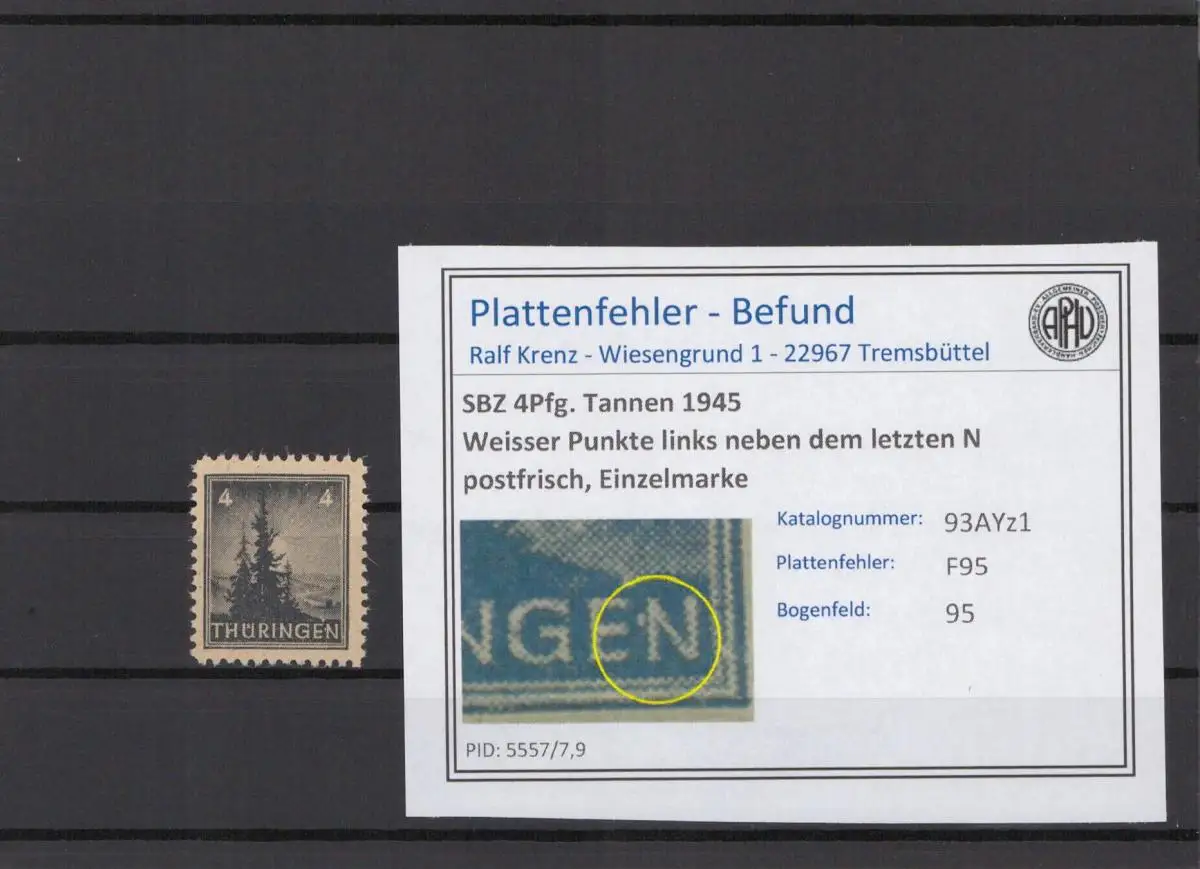 4 4
THÜRINGEN
Plattenfehler - Befund
Ralf Krenz - Wiesengrund 1 - 22967 Tremsbüttel
APHV
SBZ 4Pfg. Tannen 1945
Weisser Punkte links neben dem letzten N
postfrisch, Einzelmarke
Katalognummer: 93AYz1
Plattenfehler: F95
Bogenfeld: 95
NGEN
PID: 5557/7,9